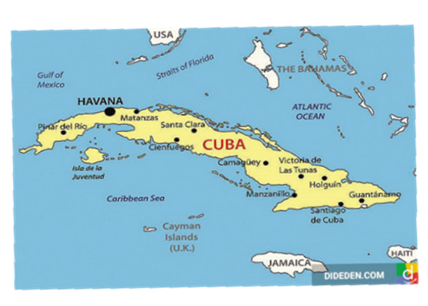 USA
Gulf of
Mexico
Straits of Florida
THE BAHAMAS
HAVANA
Matanzas
ATLANTIC
OCEAN
Pinar del Río
Santa Clara
Cienfuegos
CUBA
Isla de la
Juventud
Camagüey
Victoria de
Las Tunas
Holguín
Caribbean Sea
Manzanillo
Guantánamo
Santiago
de Cuba
Cayman
Islands
(U.K.)
JAMAICA
HAITI
DIDEDEN.COM